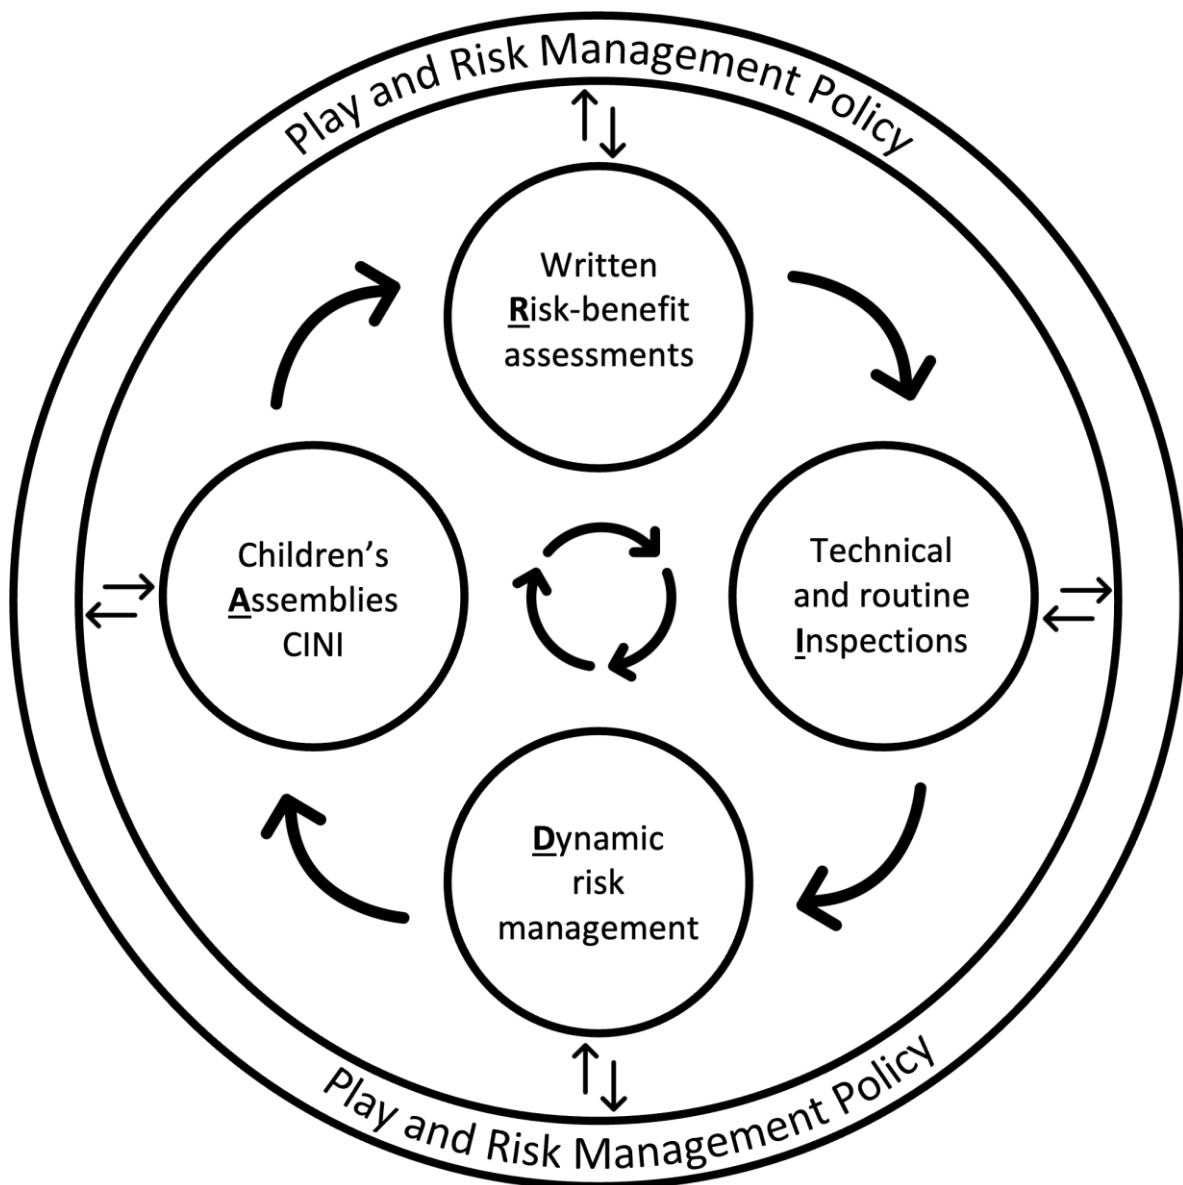 Play and Risk Management Policy
Written
Risk-benefit
assessments
Children’s
Assemblies
CINI
Technical
and routine
Inspections
Dynamic
risk
management
Play and Risk Management Policy